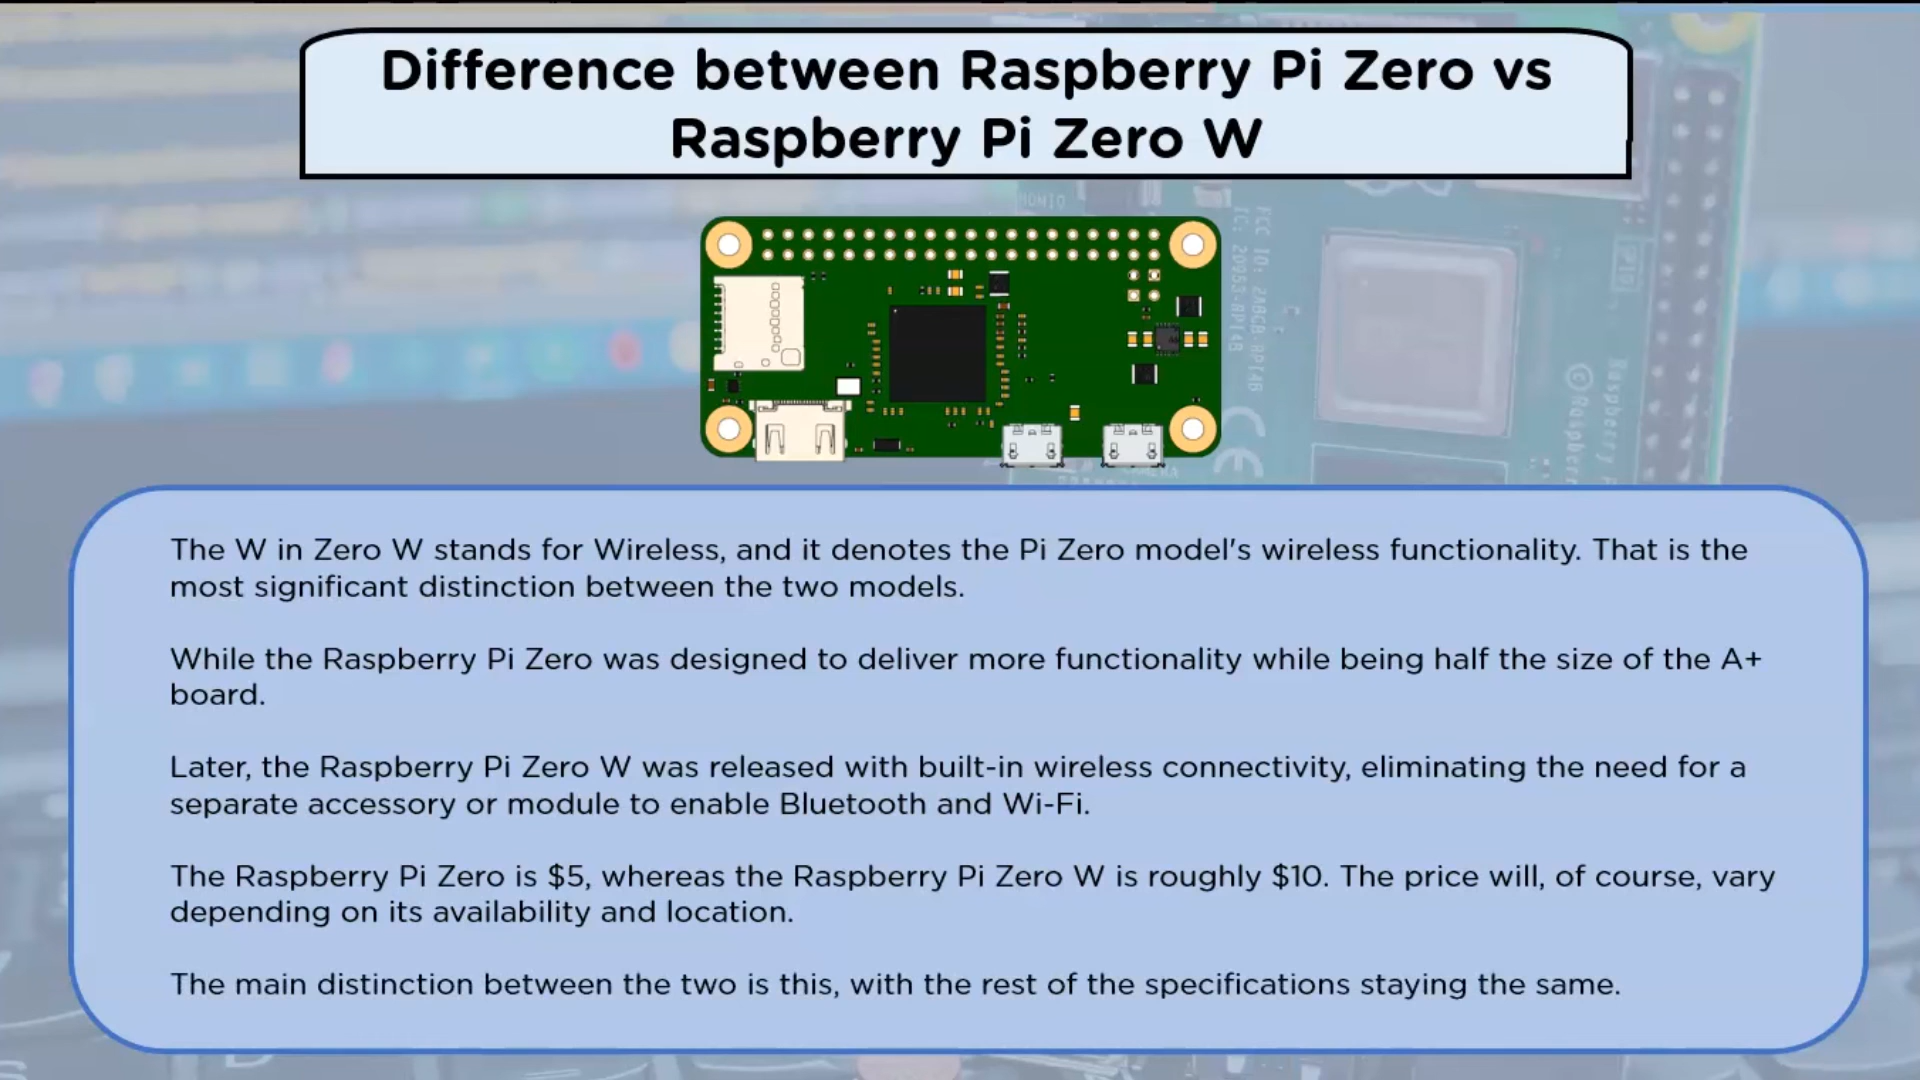 Difference between Raspberry Pi Zero vs
Raspberry Pi Zero W
The W in Zero W stands for Wireless, and it denotes the Pi Zero model's wireless functionality. That is the
most significant distinction between the two models.
While the Raspberry Pi Zero was designed to deliver more functionality while being half the size of the A+
board.
Later, the Raspberry Pi Zero W was released with built-in wireless connectivity, eliminating the need for a
separate accessory or module to enable Bluetooth and Wi-Fi.
The Raspberry Pi Zero is $5, whereas the Raspberry Pi Zero W is roughly $10. The price will, of course, vary
depending on its availability and location.
The main distinction between the two is this, with the rest of the specifications staying the same.